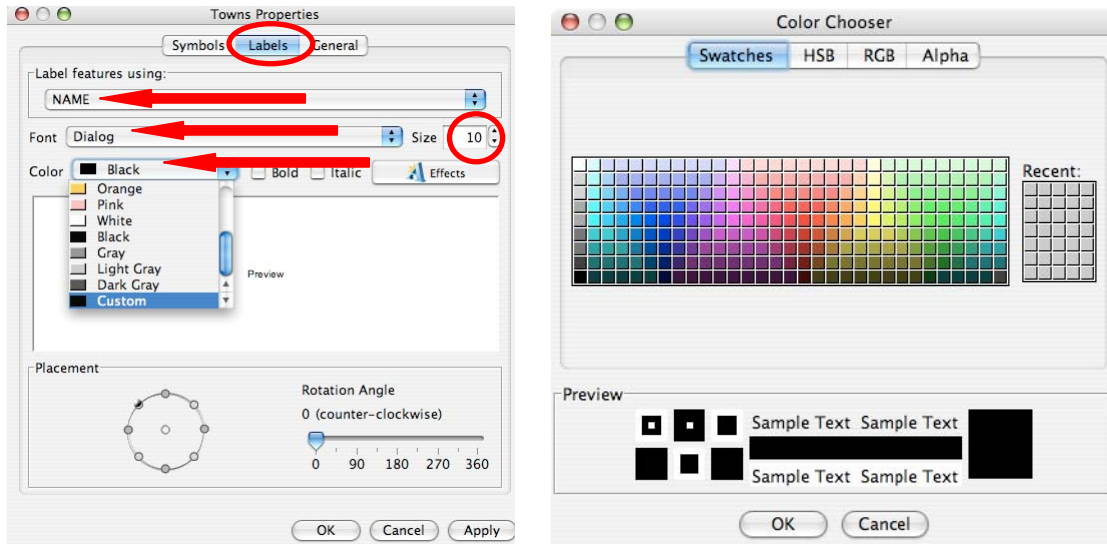 Towns Properties
Symbols Labels General
Label features using:
NAME
Font Dialog Size 10
Color Black Bold Italic Effects
Orange
Pink
White
Black
Gray
Light Gray
Dark Gray
Custom
Preview
Placement
Rotation Angle
0 (counter-clockwise)
0 90 180 270 360
OK Cancel Apply
Color Chooser
Swatches HSB RGB Alpha
Recent:
Preview
Sample Text Sample Text
Sample Text Sample Text
OK Cancel